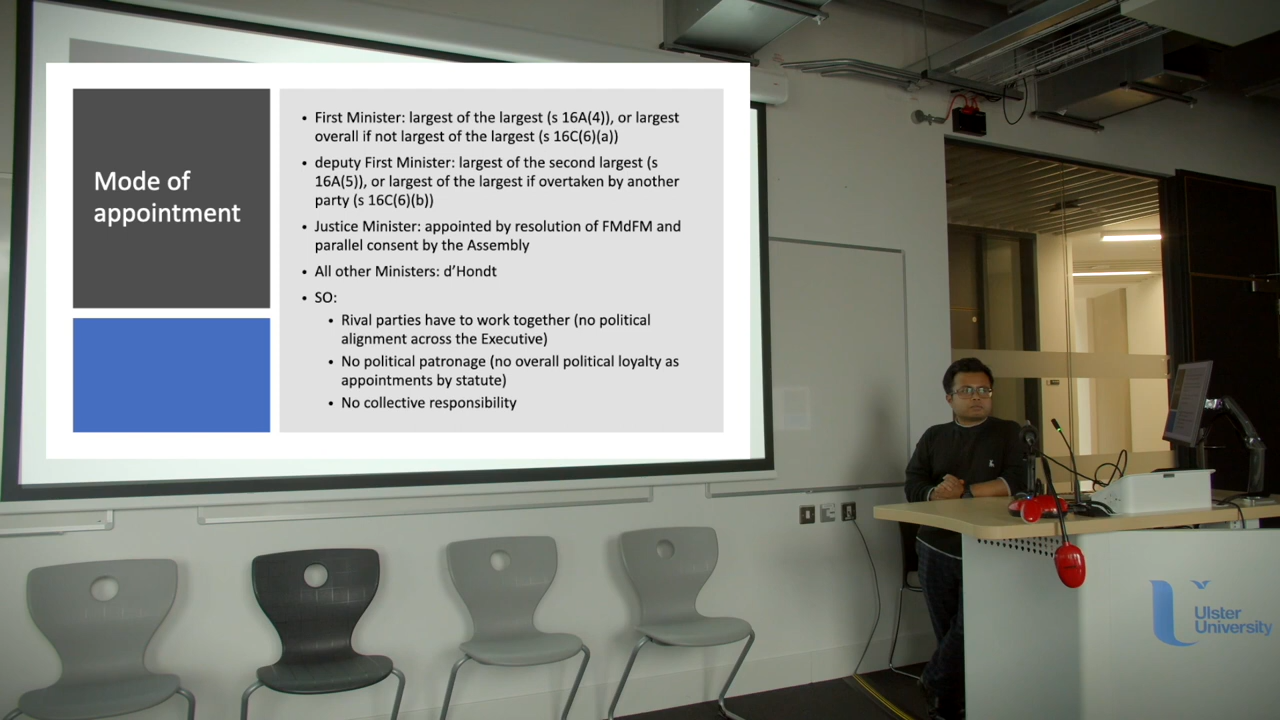 Mode of
appointment
• First Minister: largest of the largest (s 16A(4)), or largest
overall if not largest of the largest (s 16C(6)(a))
• deputy First Minister: largest of the second largest (s
16A(5)), or largest of the largest if overtaken by another
party (s 16C(6)(b))
• Justice Minister: appointed by resolution of FMdFM and
parallel consent by the Assembly
• All other Ministers: d’Hondt
• SO:
• Rival parties have to work together (no political
alignment across the Executive)
• No political patronage (no overall political loyalty as
appointments by statute)
• No collective responsibility
Ulster
University